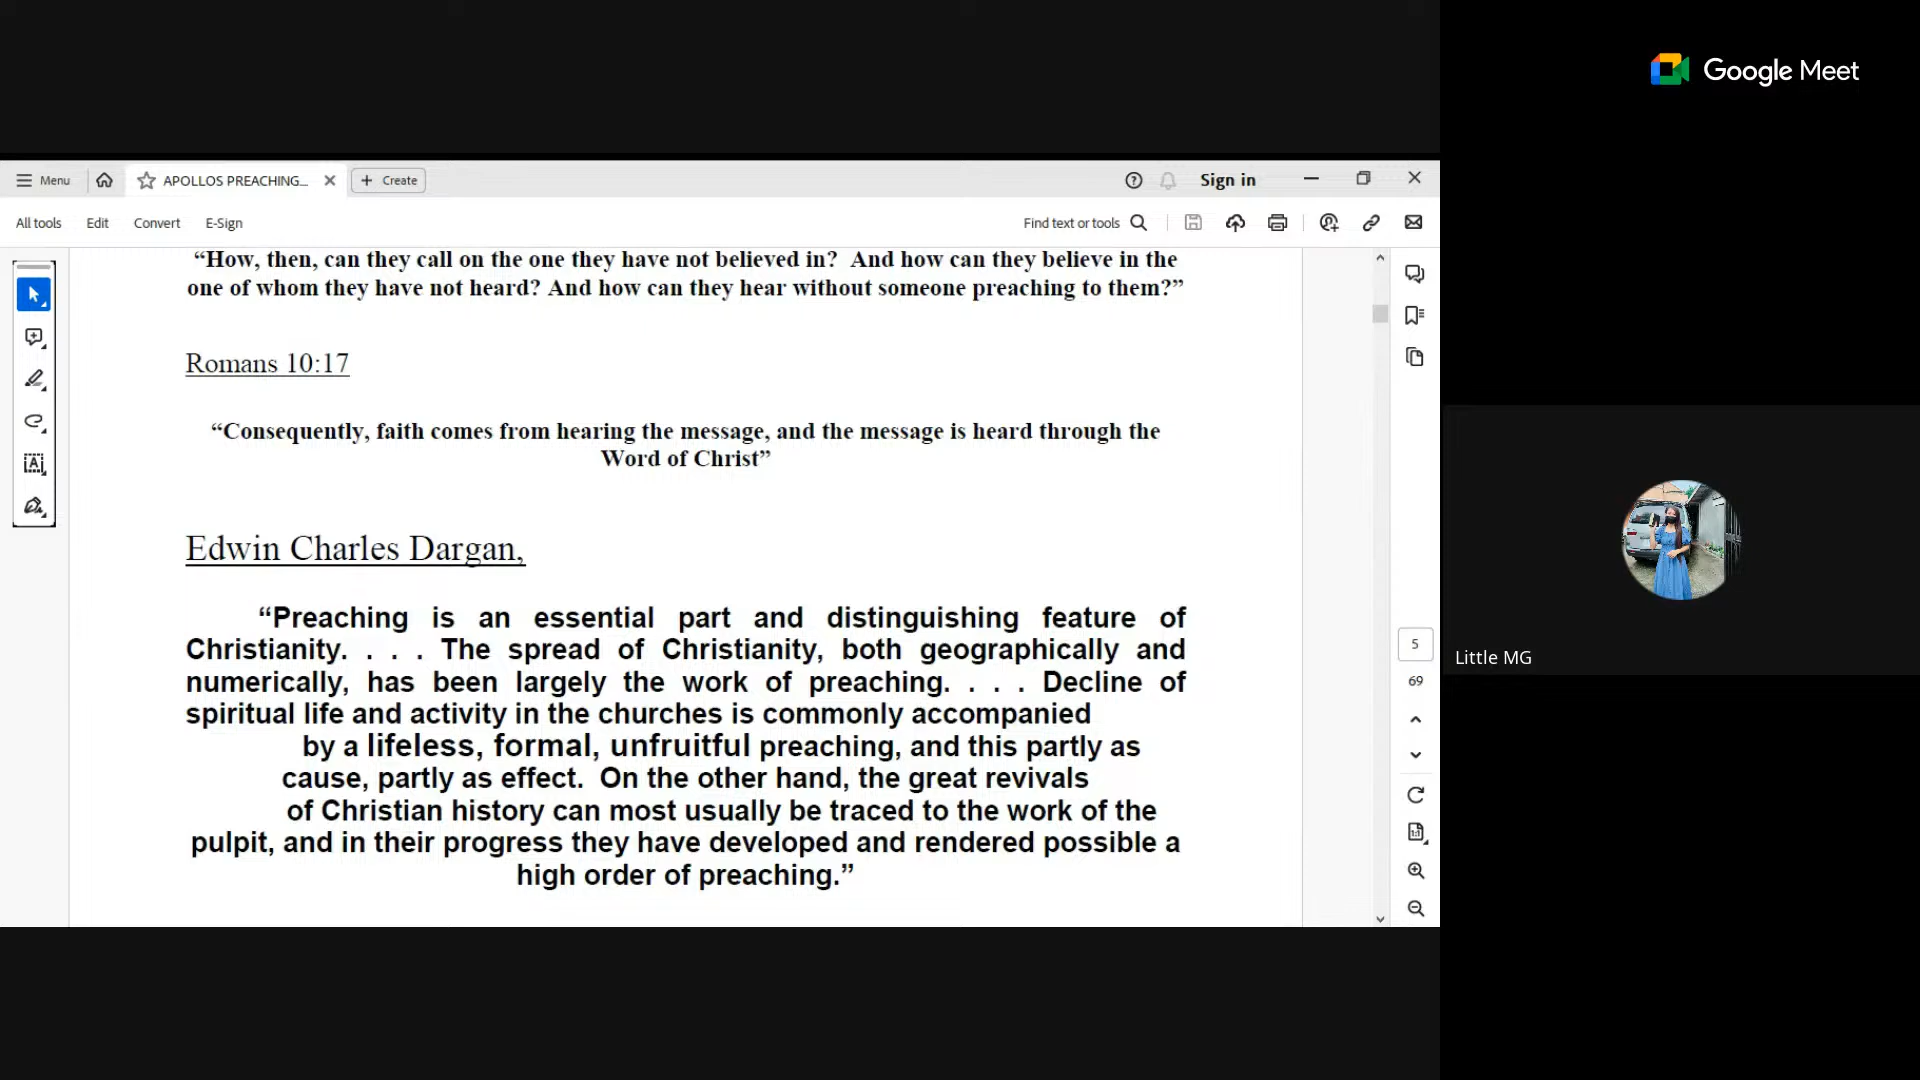 Google Meet
Menu
APOLLOS PREACHING...
Create
Sign in
All tools
Edit
Convert
E-Sign
Find text or tools
“How, then, can they call on the one they have not believed in? And how can they believe in the
one of whom they have not heard? And how can they hear without someone preaching to them?”
Romans 10:17
“Consequently, faith comes from hearing the message, and the message is heard through the
Word of Christ”
Edwin Charles Dargan,
“Preaching is an essential part and distinguishing feature of
Christianity. . . . The spread of Christianity, both geographically and
numerically, has been largely the work of preaching. . . . Decline of
spiritual life and activity in the churches is commonly accompanied
by a lifeless, formal, unfruitful preaching, and this partly as
cause, partly as effect. On the other hand, the great revivals
of Christian history can most usually be traced to the work of the
pulpit, and in their progress they have developed and rendered possible a
high order of preaching.”
5
69
Little MG